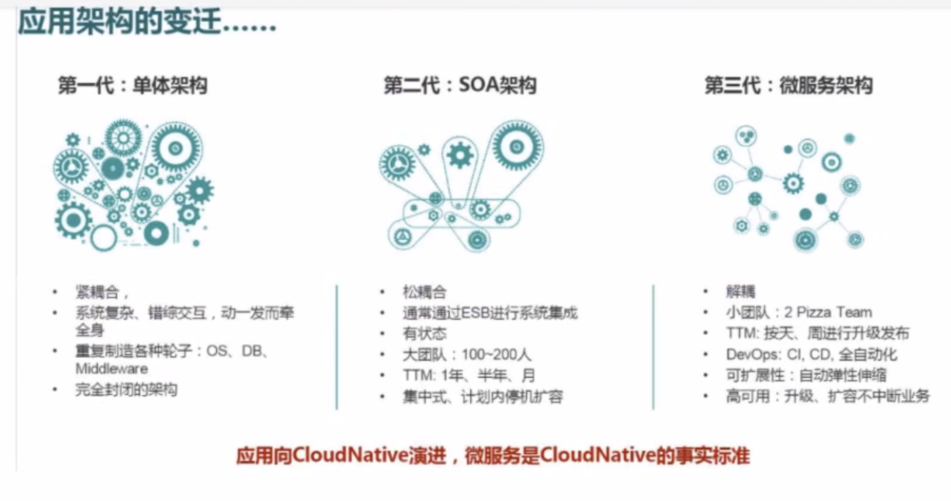 应用架构的变迁......
第一代：单体架构
第二代：SOA架构
第三代：微服务架构
• 紧耦合，
• 系统复杂、错综交互，动一发而牵
全身
• 重复制造各种轮子：OS、DB、
Middleware
• 完全封闭的架构
• 松耦合
• 通常通过ESB进行系统集成
• 有状态
• 大团队：100~200人
• TTM: 1年、半年、月
• 集中式、计划内停机扩容
• 解耦
• 小团队：2 Pizza Team
• TTM: 按天、周进行升级发布
• DevOps: CI, CD, 全自动化
• 可扩展性：自动弹性伸缩
• 高可用：升级、扩容不中断业务
应用向CloudNative演进，微服务是CloudNative的事实标准